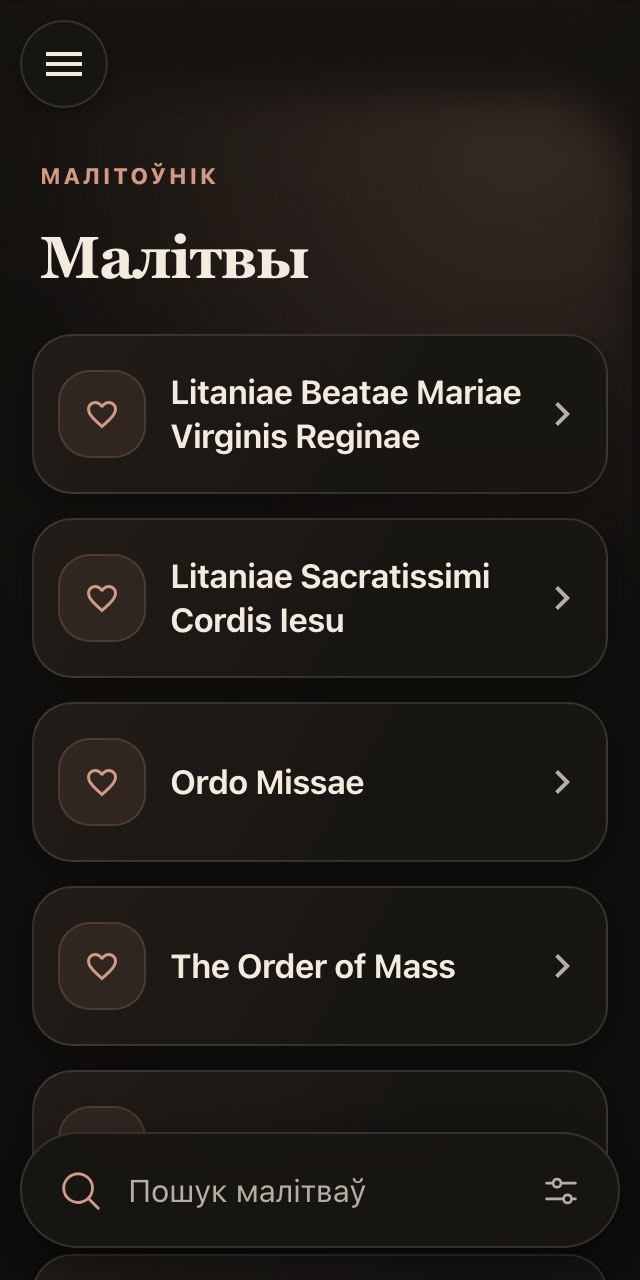 МАЛІТОЎНІК
Малітвы
Litaniae Beatae Mariae
Virginis Reginae
Litaniae Sacratissimi
Cordis Iesu
Ordo Missae
The Order of Mass
Пошук малітваў